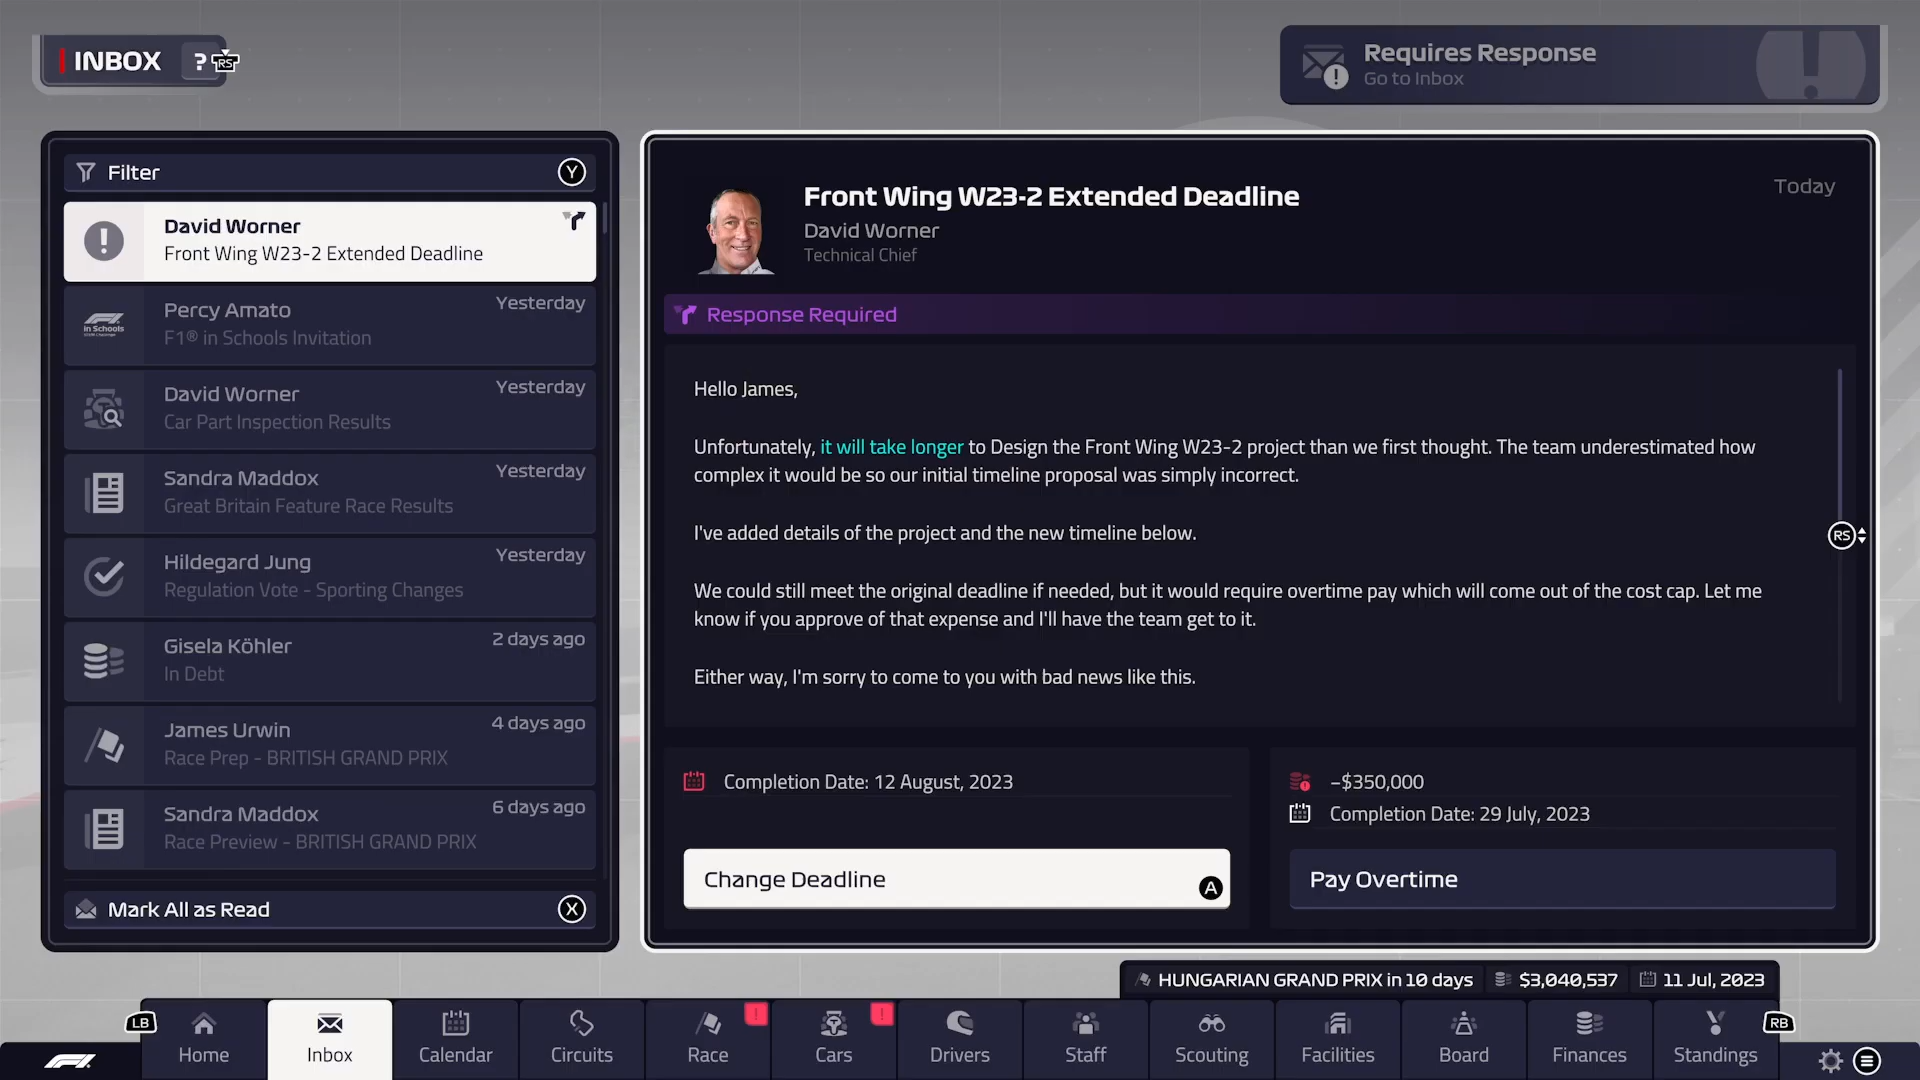 INBOX
?
RS
Requires Response
Go to Inbox
Filter
Y
David Worner
Front Wing W23-2 Extended Deadline
Percy Amato
Yesterday
F1® in Schools Invitation
in Schools
David Worner
Yesterday
Car Part Inspection Results
Sandra Maddox
Yesterday
Great Britain Feature Race Results
Hildegard Jung
Yesterday
Regulation Vote - Sporting Changes
Gisela Köhler
2 days ago
In Debt
James Urwin
4 days ago
Race Prep - BRITISH GRAND PRIX
Sandra Maddox
6 days ago
Race Preview - BRITISH GRAND PRIX
Mark All as Read
X
Front Wing W23-2 Extended Deadline
Today
David Worner
Technical Chief
Response Required
Hello James,
Unfortunately, it will take longer to Design the Front Wing W23-2 project than we first thought. The team underestimated how
complex it would be so our initial timeline proposal was simply incorrect.
I've added details of the project and the new timeline below.
RS
We could still meet the original deadline if needed, but it would require overtime pay which will come out of the cost cap. Let me
know if you approve of that expense and I'll have the team get to it.
Either way, I'm sorry to come to you with bad news like this.
Completion Date: 12 August, 2023
Change Deadline
A
-$350,000
Completion Date: 29 July, 2023
Pay Overtime
HUNGARIAN GRAND PRIX in 10 days
$3,040,537
11 Jul, 2023
LB
Home
Inbox
Calendar
Circuits
Race
!
Cars
!
Drivers
Staff
Scouting
Facilities
Board
Finances
Standings
RB